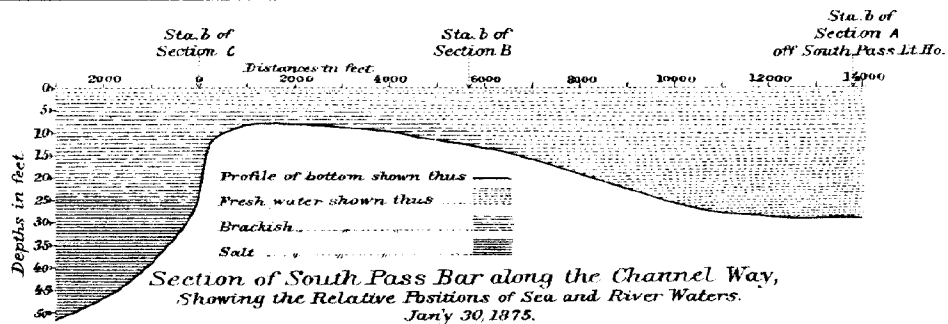 Sta. b of
Section C
Sta. b of
Section B
Sta. b of
Section A
off South Pass Lt. Ho.
Distances in feet.
2000 0 2000 4000 6000 8000 10000 12000 14000
Depths in feet.
0
5
10
15
20
25
30
35
40
45
50
Profile of bottom shown thus
Fresh water shown thus
Brackish " " "
Salt " " "
Section of South Pass Bar along the Channel Way,
Showing the Relative Positions of Sea and River Waters.
Jan'y 30, 1875.